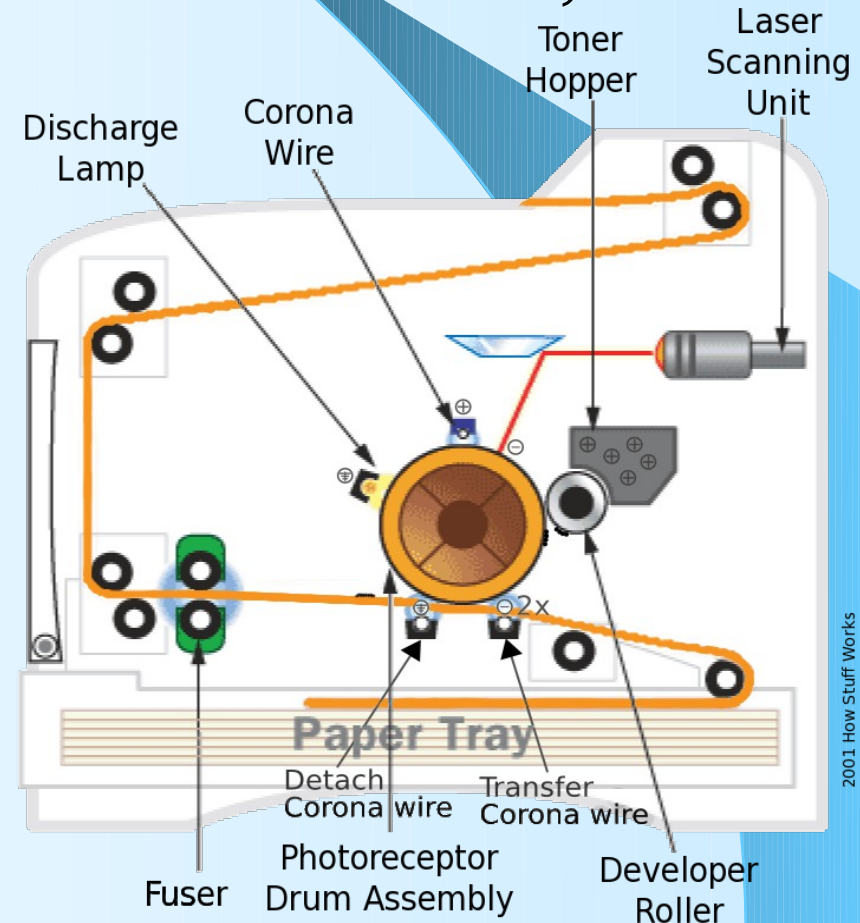 Toner
Hopper
Laser
Scanning
Unit
Corona
Wire
Discharge
Lamp
2x
Paper Tray
Detach
Corona wire
Transfer
Corona wire
Photoreceptor
Drum Assembly
Developer
Roller
Fuser
2001 How Stuff Works